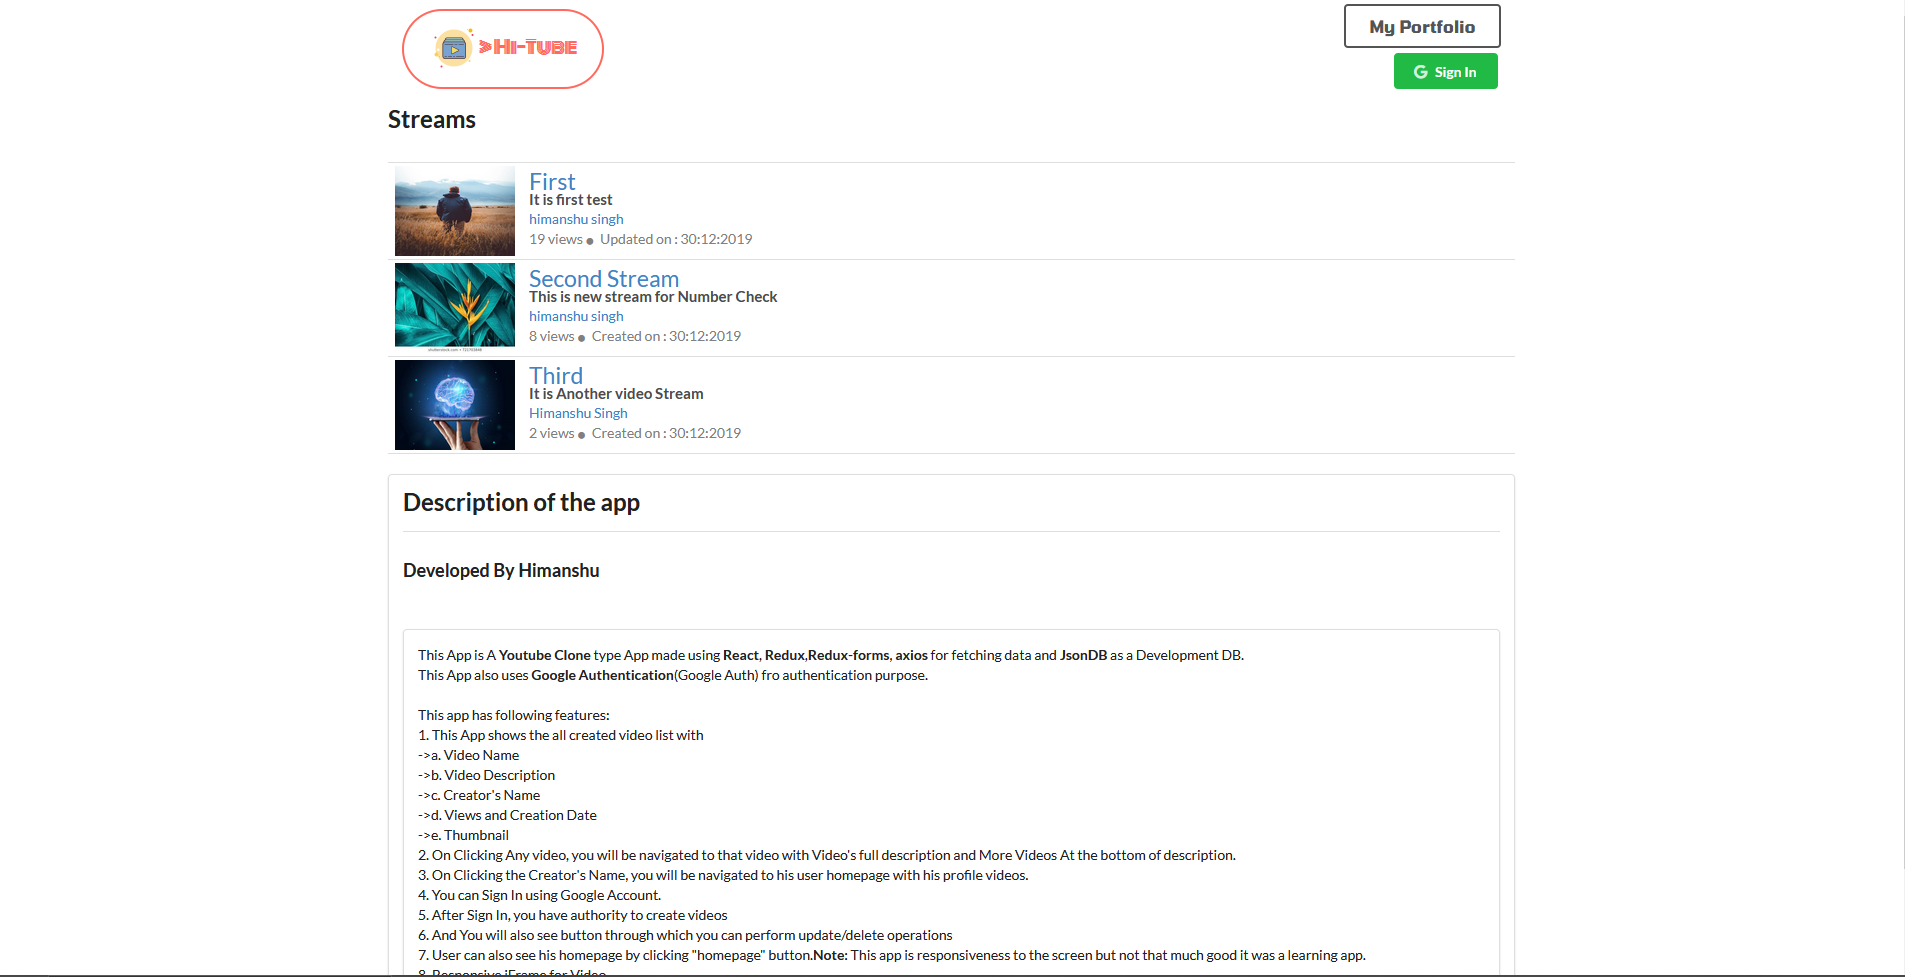 >Hi-Tube
My Portfolio
Sign In
Streams
First
It is first test
himanshu singh
19 views ● Updated on : 30:12:2019
Second Stream
This is new stream for Number Check
himanshu singh
8 views ● Created on : 30:12:2019
Third
It is Another video Stream
Himanshu Singh
2 views ● Created on : 30:12:2019
Description of the app
Developed By Himanshu
This App is A Youtube Clone type App made using React, Redux,Redux-forms, axios for fetching data and JsonDB as a Development DB.
This App also uses Google Authentication(Google Auth) fro authentication purpose.
This app has following features:
1. This App shows the all created video list with
->a. Video Name
->b. Video Description
->c. Creator's Name
->d. Views and Creation Date
->e. Thumbnail
2. On Clicking Any video, you will be navigated to that video with Video's full description and More Videos At the bottom of description.
3. On Clicking the Creator's Name, you will be navigated to his user homepage with his profile videos.
4. You can Sign In using Google Account.
5. After Sign In, you have authority to create videos
6. And You will also see button through which you can perform update/delete operations
7. User can also see his homepage by clicking "homepage" button.Note: This app is responsiveness to the screen but not that much good it was a learning app.
8. Responsive iFrame for Video